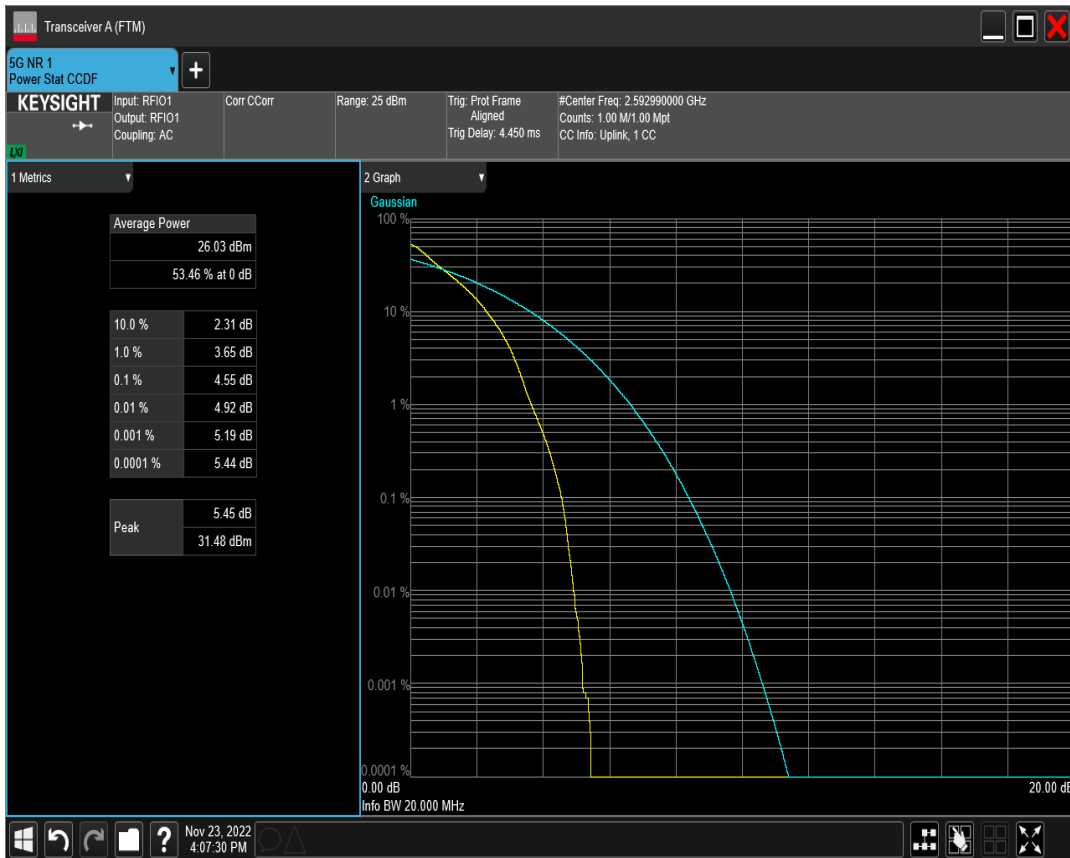 Transceiver A (FTM)
5G NR 1
Power Stat CCDF
+
KEYSIGHT
LXI
Input: RFIO1
Output: RFIO1
Coupling: AC
Corr CCorr
Range: 25 dBm
Trig: Prot Frame
Aligned
Trig Delay: 4.450 ms
#Center Freq: 2.592990000 GHz
Counts: 1.00 M/1.00 Mpt
CC Info: Uplink, 1 CC
1 Metrics
Average Power
26.03 dBm
53.46 % at 0 dB
10.0 % 2.31 dB
1.0 % 3.65 dB
0.1 % 4.55 dB
0.01 % 4.92 dB
0.001 % 5.19 dB
0.0001 % 5.44 dB
Peak
5.45 dB
31.48 dBm
2 Graph
Gaussian
100 %
10 %
1 %
0.1 %
0.01 %
0.001 %
0.0001 %
0.00 dB 20.00 dB
Info BW 20.000 MHz
?
Nov 23, 2022
4:07:30 PM